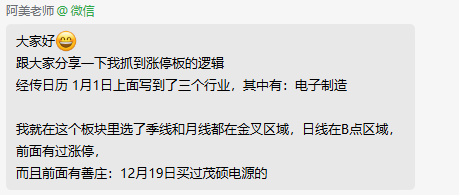 阿美老师@微信
大家好😄
跟大家分享一下我抓到涨停板的逻辑
经传日历 1月1日上面写到了三个行业，其中有：电子制造
我就在这个板块里选了季线和月线都在金叉区域，日线在B点区域，
前面有过涨停，
而且前面有善庄：12月19日买过茂硕电源的